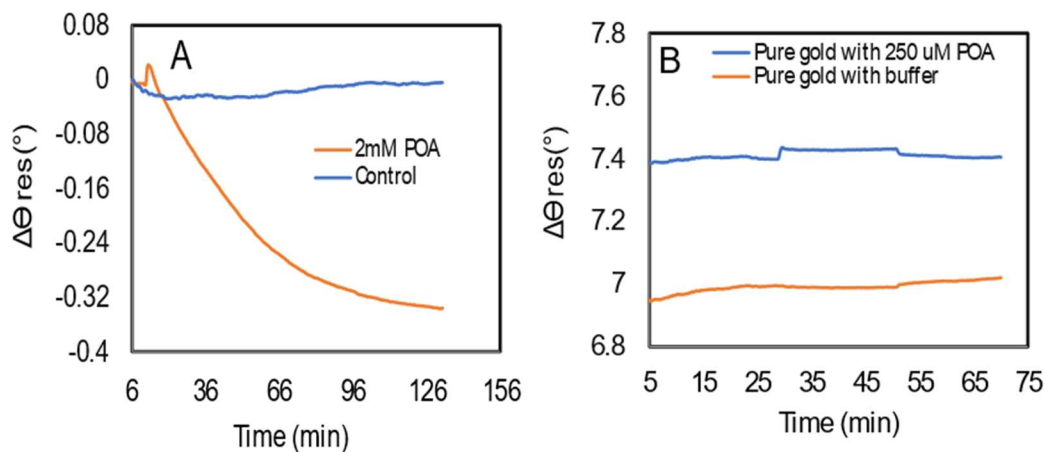 A
0.08
0
-0.08
-0.16
-0.24
-0.32
-0.4
ΔΘ res(°)
2mM POA
Control
6 36 66 96 126 156
Time (min)
B
7.8
7.6
7.4
7.2
7
6.8
ΔΘ res(°)
Pure gold with 250 uM POA
Pure gold with buffer
5 15 25 35 45 55 65 75
Time (min)